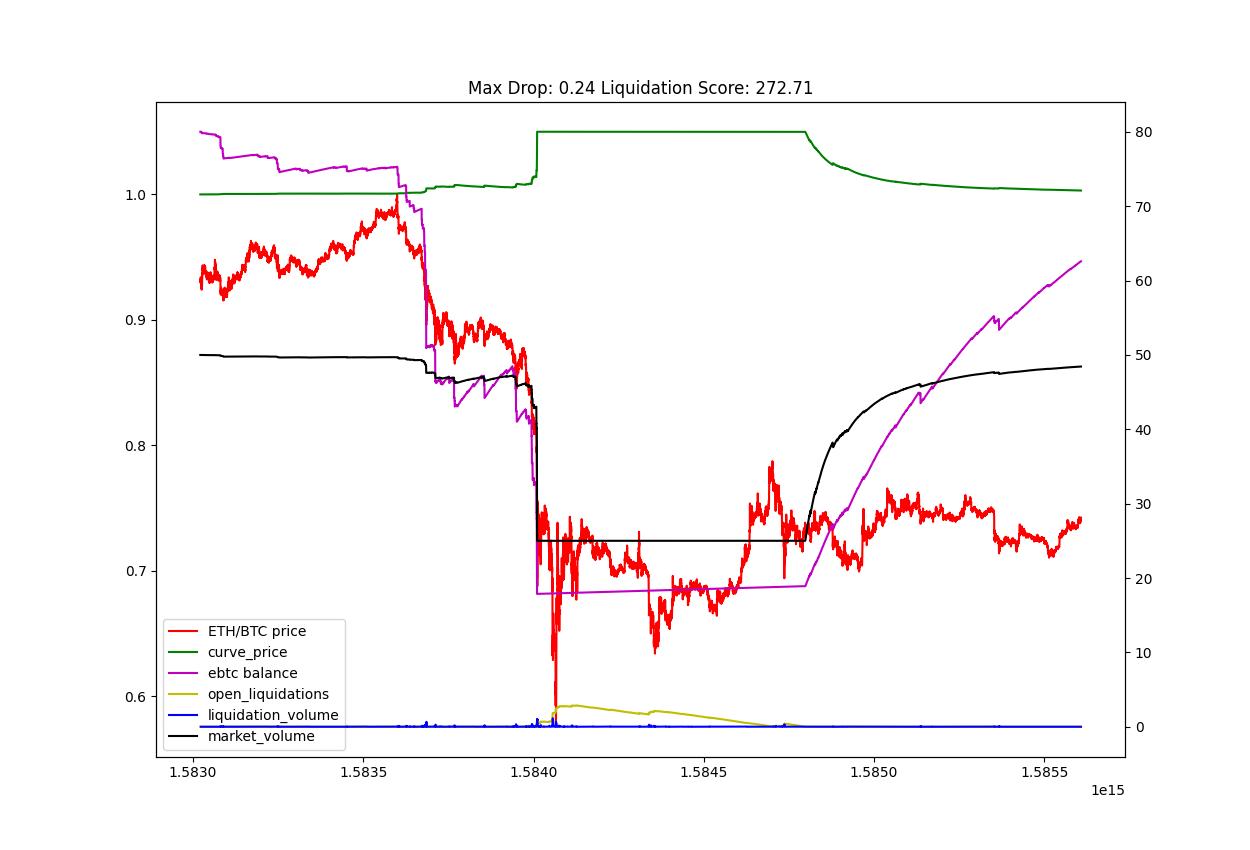 Max Drop: 0.24 Liquidation Score: 272.71
1.0
0.9
0.8
0.7
0.6
80
70
60
50
40
30
20
10
0
ETH/BTC price
curve_price
ebtc balance
open_liquidations
liquidation_volume
market_volume
1.5830 1.5835 1.5840 1.5845 1.5850 1.5855
1e15